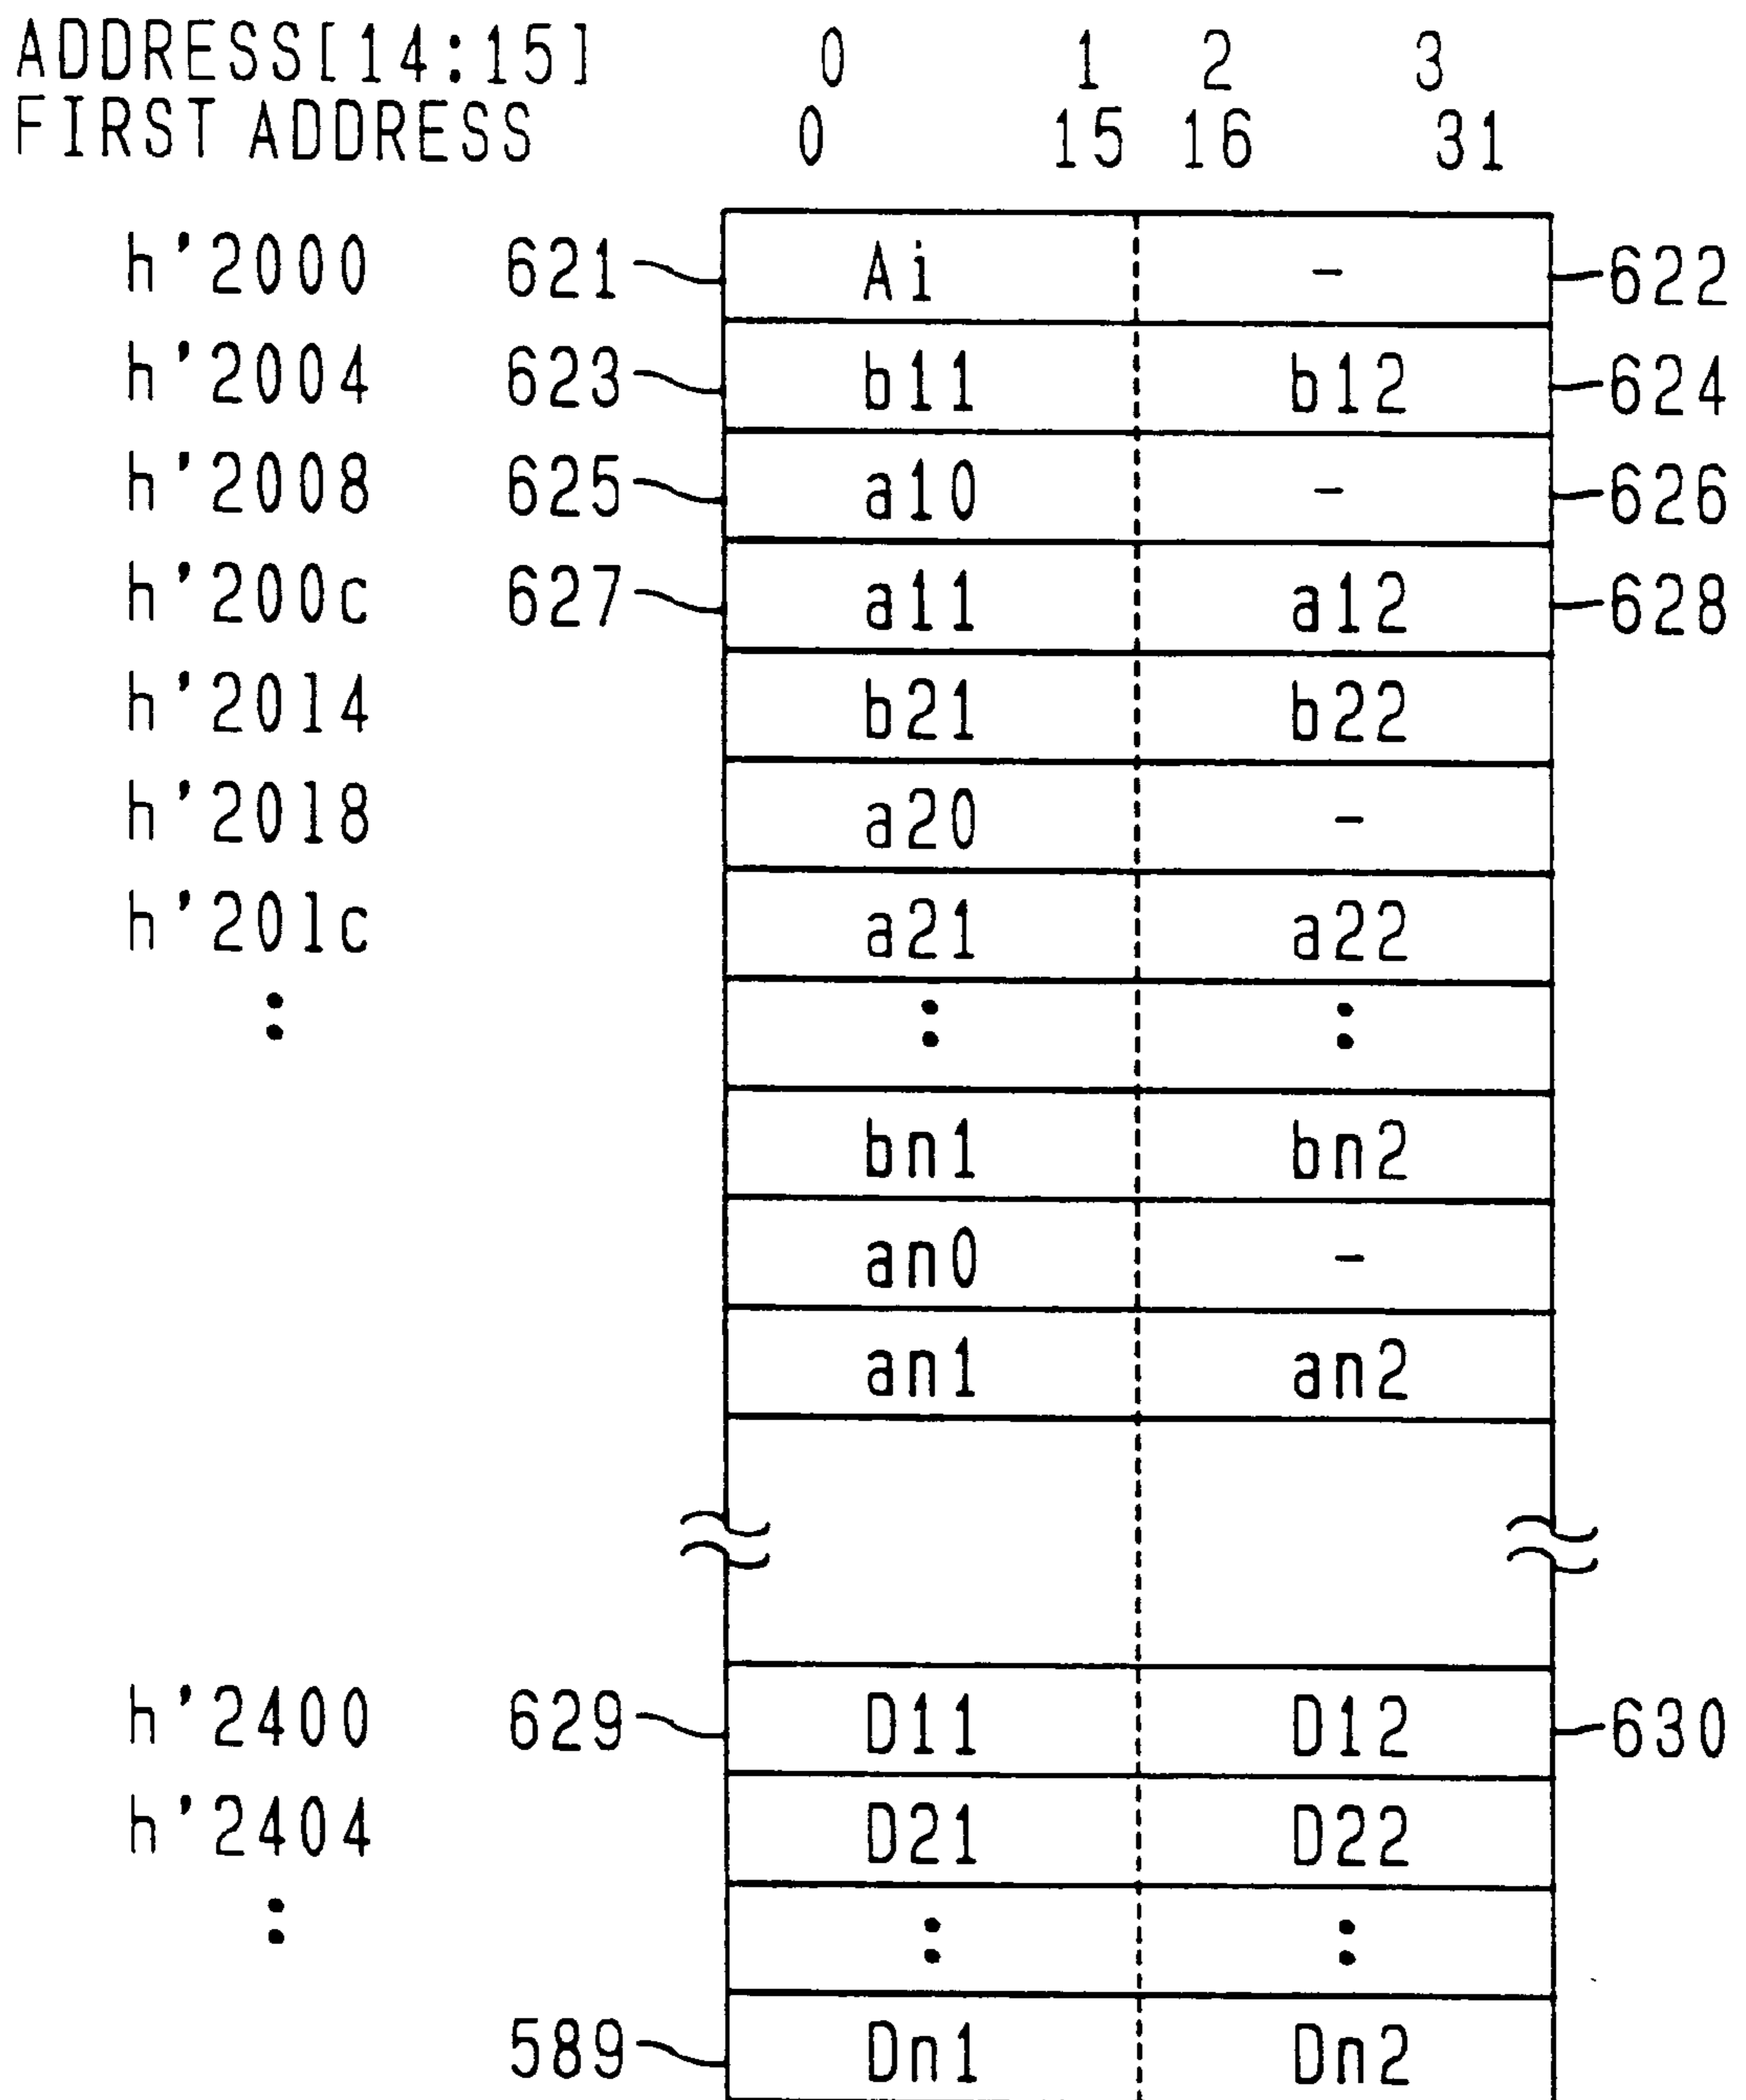 ADDRESS[14:15] 0 1 2 3
FIRST ADDRESS 0 15 16 31
h'2000 621 Ai - 622
h'2004 623 b11 b12 624
h'2008 625 a10 - 626
h'200c 627 a11 a12 628
h'2014 b21 b22
h'2018 a20 -
h'201c a21 a22
: : :
bn1 bn2
an0 -
an1 an2
h'2400 629 D11 D12 630
h'2404 D21 D22
: : :
589 Dn1 Dn2